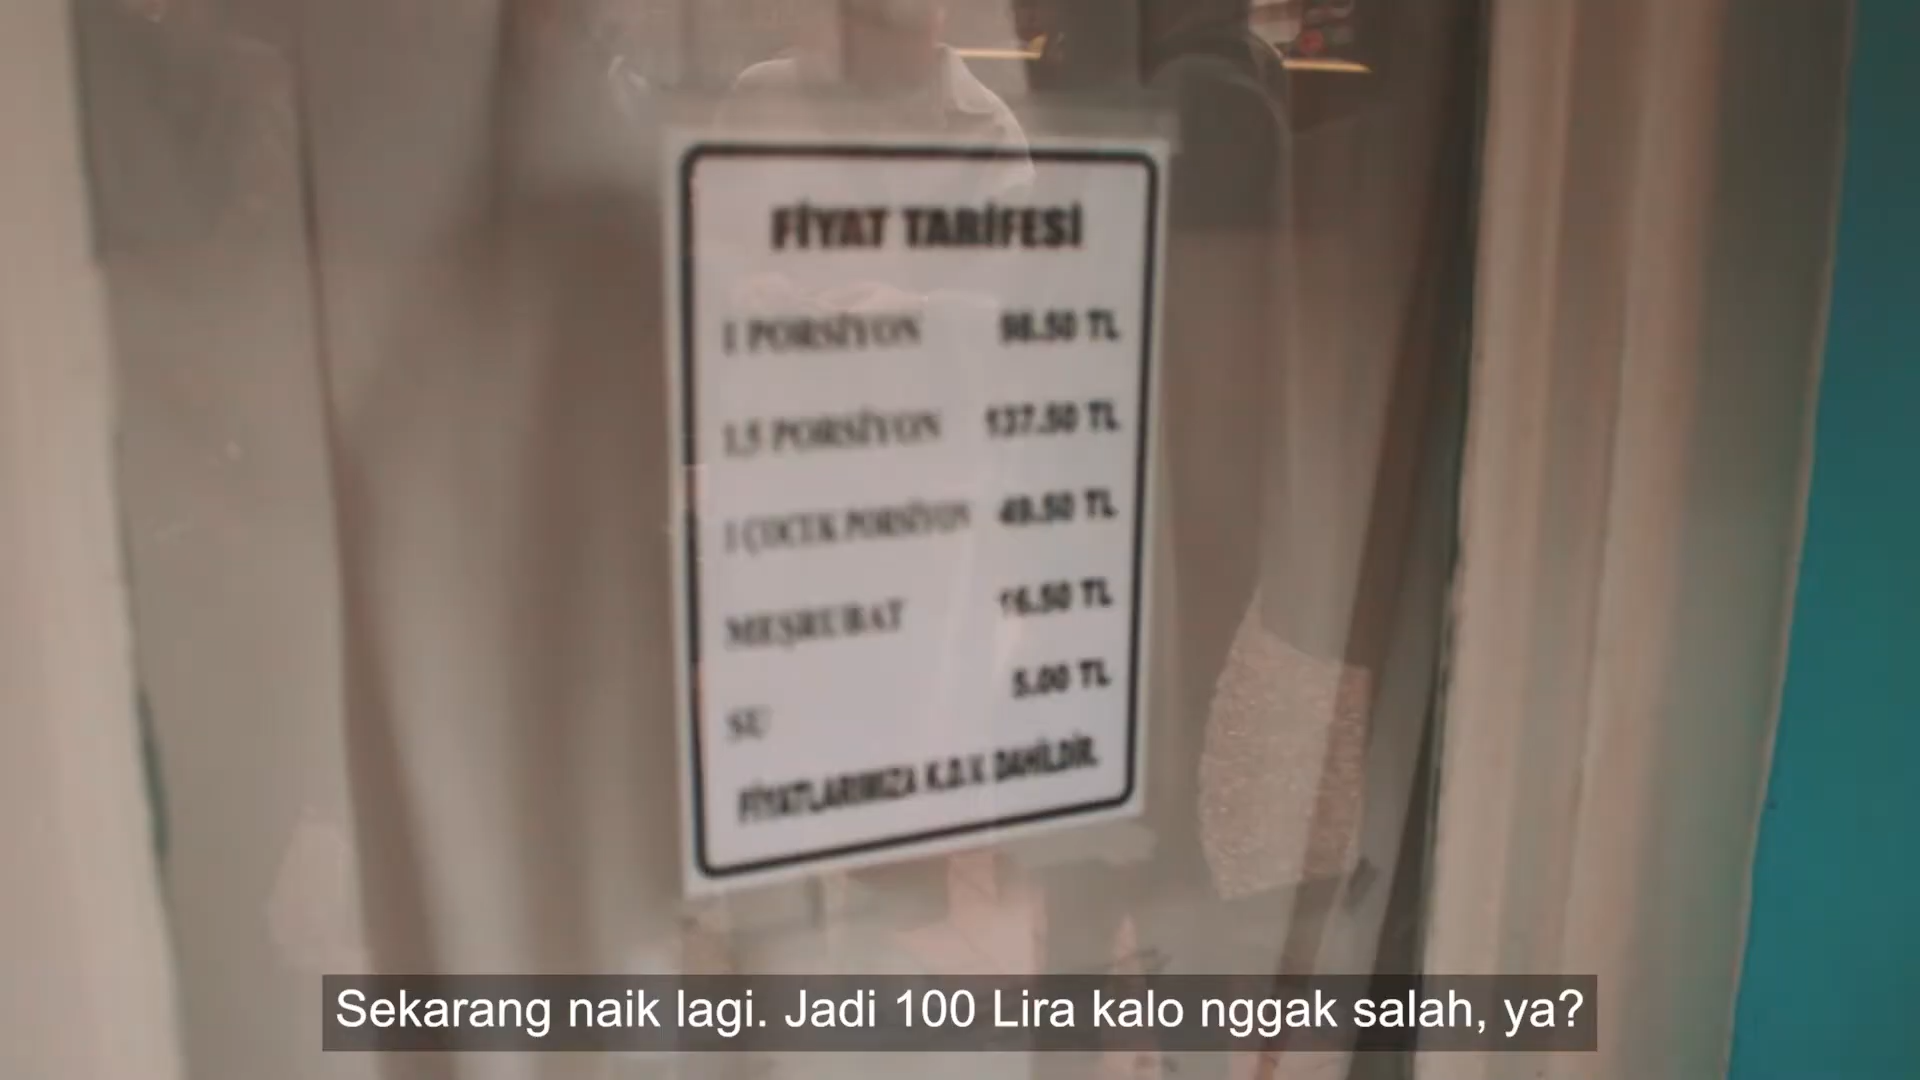 FİYAT TARİFESİ
1 PORSİYON 98.50 TL
1.5 PORSİYON 137.50 TL
1 ÇOCUK PORSİYON 49.50 TL
MEŞRUBAT 16.50 TL
SU 5.00 TL
FİYATLARIMIZA K.D.V. DAHİLDİR.
Sekarang naik lagi. Jadi 100 Lira kalo nggak salah, ya?